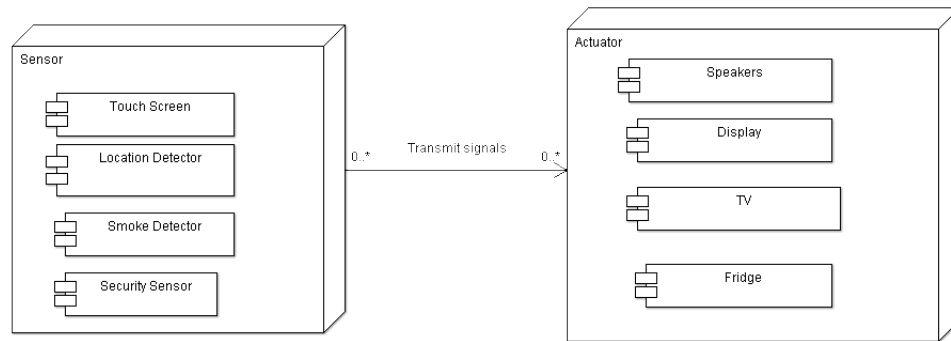 Sensor
Touch Screen
Location Detector
Smoke Detector
Security Sensor
0..*
Transmit signals
0..*
Actuator
Speakers
Display
TV
Fridge